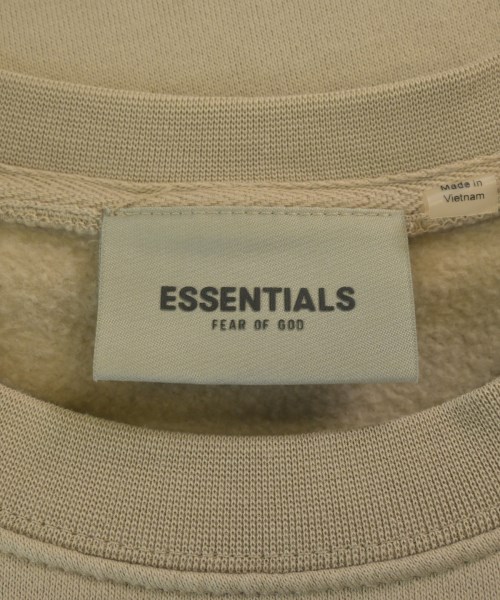 Made in
Vietnam
ESSENTIALS
FEAR OF GOD